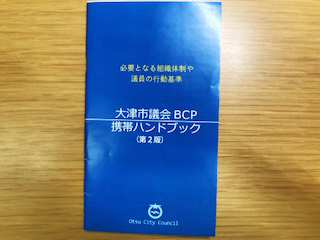 必要となる組織体制や
議員の行動基準
大津市議会 BCP
携帯ハンドブック
(第2版)
Otsu City Council